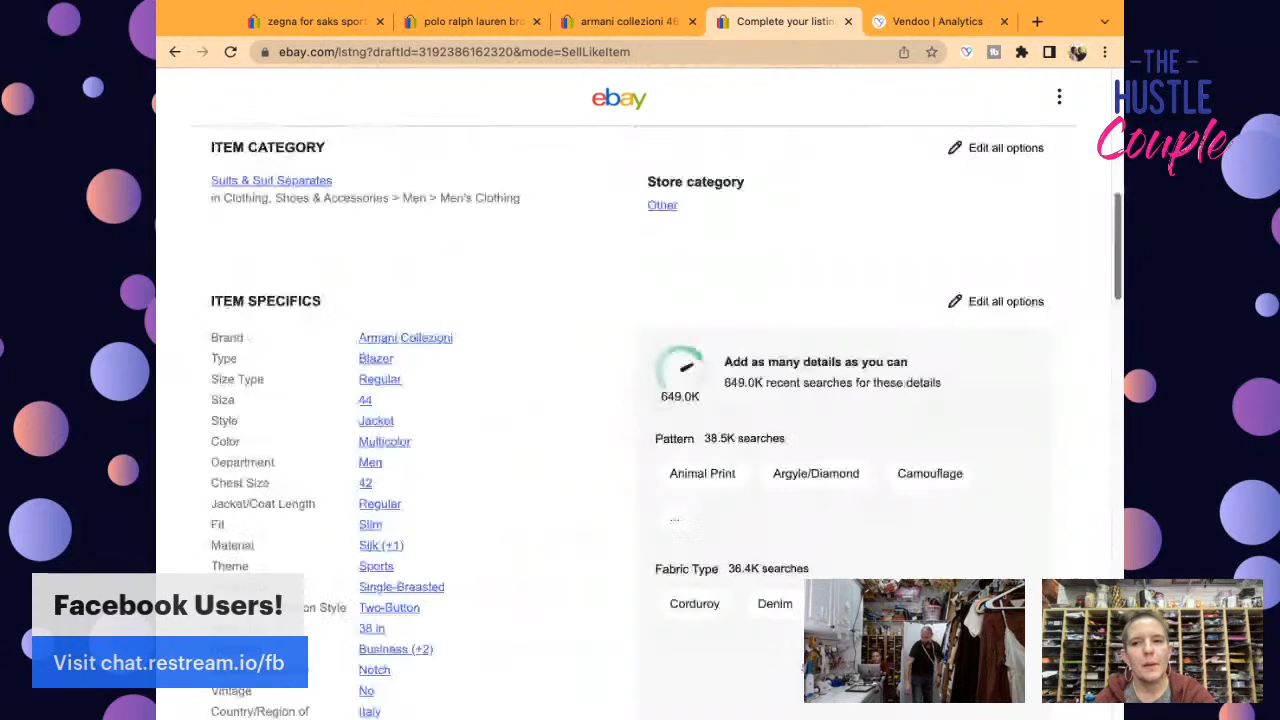 zegna for saks sport
polo ralph lauren bro
armani collezioni 46
Complete your listin
Vendoo | Analytics
ebay.com/lstng?draftId=3192386162320&mode=SellLikeItem
tb
-THE-
HUSTLE
Couple
ebay
ITEM CATEGORY
Edit all options
Suits & Suit Separates
in Clothing, Shoes & Accessories > Men > Men's Clothing
Store category
Other
ITEM SPECIFICS
Edit all options
Brand Armani Collezioni
Type Blazer
Size Type Regular
Size 44
Style Jacket
Color Multicolor
Department Men
Chest Size 42
Jacket/Coat Length Regular
Fit Slim
Material Silk (+1)
Theme Sports
Single-Breasted
on Style Two-Button
38 in
Business (+2)
Notch
Vintage No
Country/Region of Italy
Add as many details as you can
649.0K recent searches for these details
649.0K
Pattern 38.5K searches
Animal Print
Argyle/Diamond
Camouflage
...
Fabric Type 36.4K searches
Corduroy
Denim
Facebook Users!
Visit chat.restream.io/fb